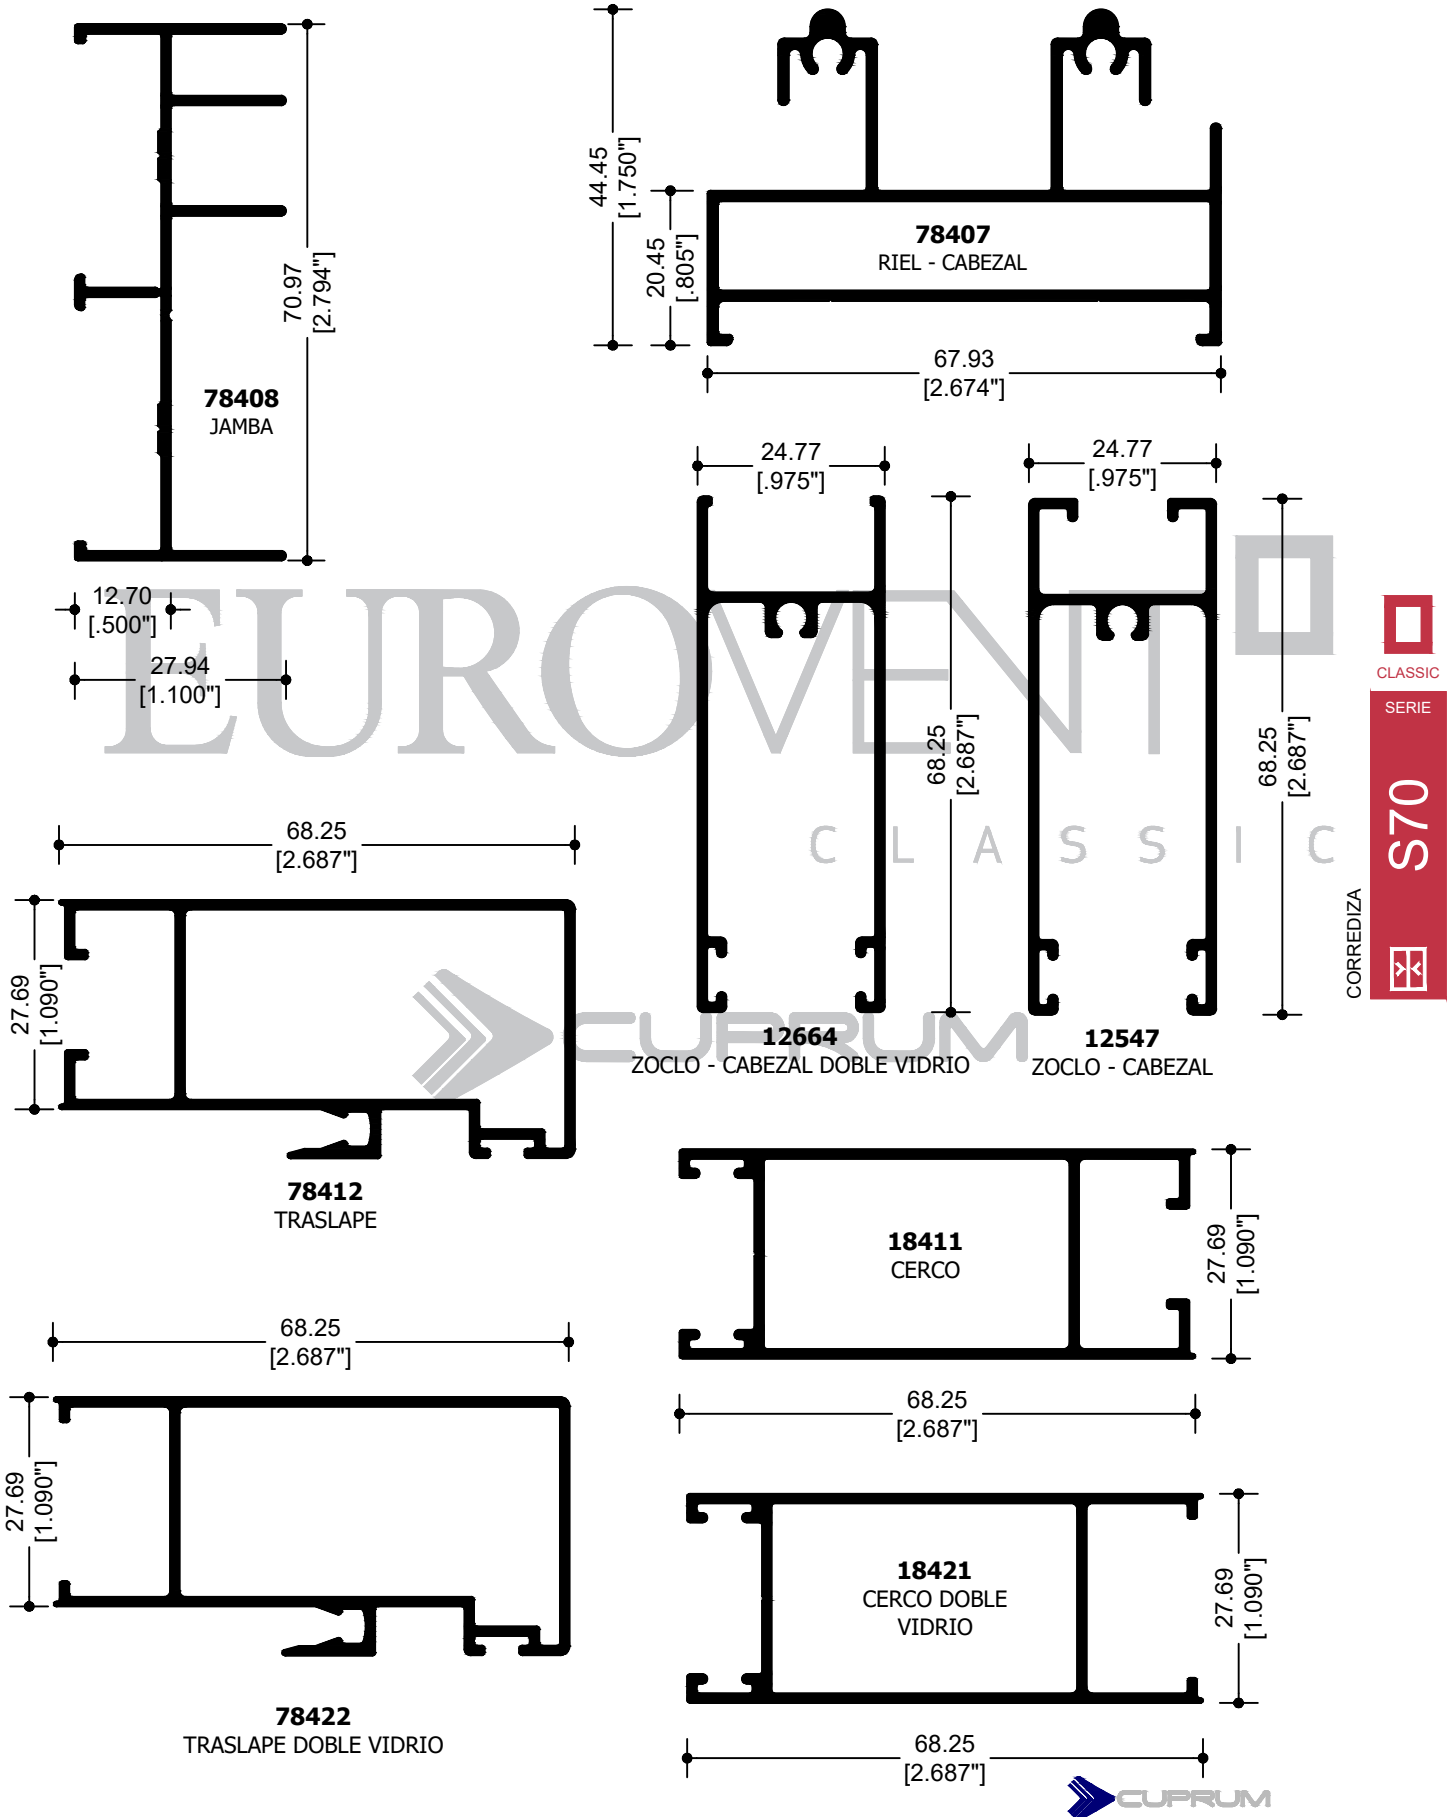 44.45
[1.750"]
20.45
[.805"]
78407
RIEL - CABEZAL
67.93
[2.674"]
70.97
[2.794"]
78408
JAMBA
12.70
[.500"]
27.94
[1.100"]
24.77
[.975"]
24.77
[.975"]
68.25
[2.687"]
68.25
[2.687"]
EUROVENT
CLASSIC
CLASSIC
SERIE
S70
CORREDIZA
12664
ZOCLO - CABEZAL DOBLE VIDRIO
12547
ZOCLO - CABEZAL
CUPRUM
68.25
[2.687"]
27.69
[1.090"]
78412
TRASLAPE
18411
CERCO
27.69
[1.090"]
68.25
[2.687"]
68.25
[2.687"]
27.69
[1.090"]
78422
TRASLAPE DOBLE VIDRIO
18421
CERCO DOBLE
VIDRIO
27.69
[1.090"]
68.25
[2.687"]
CUPRUM